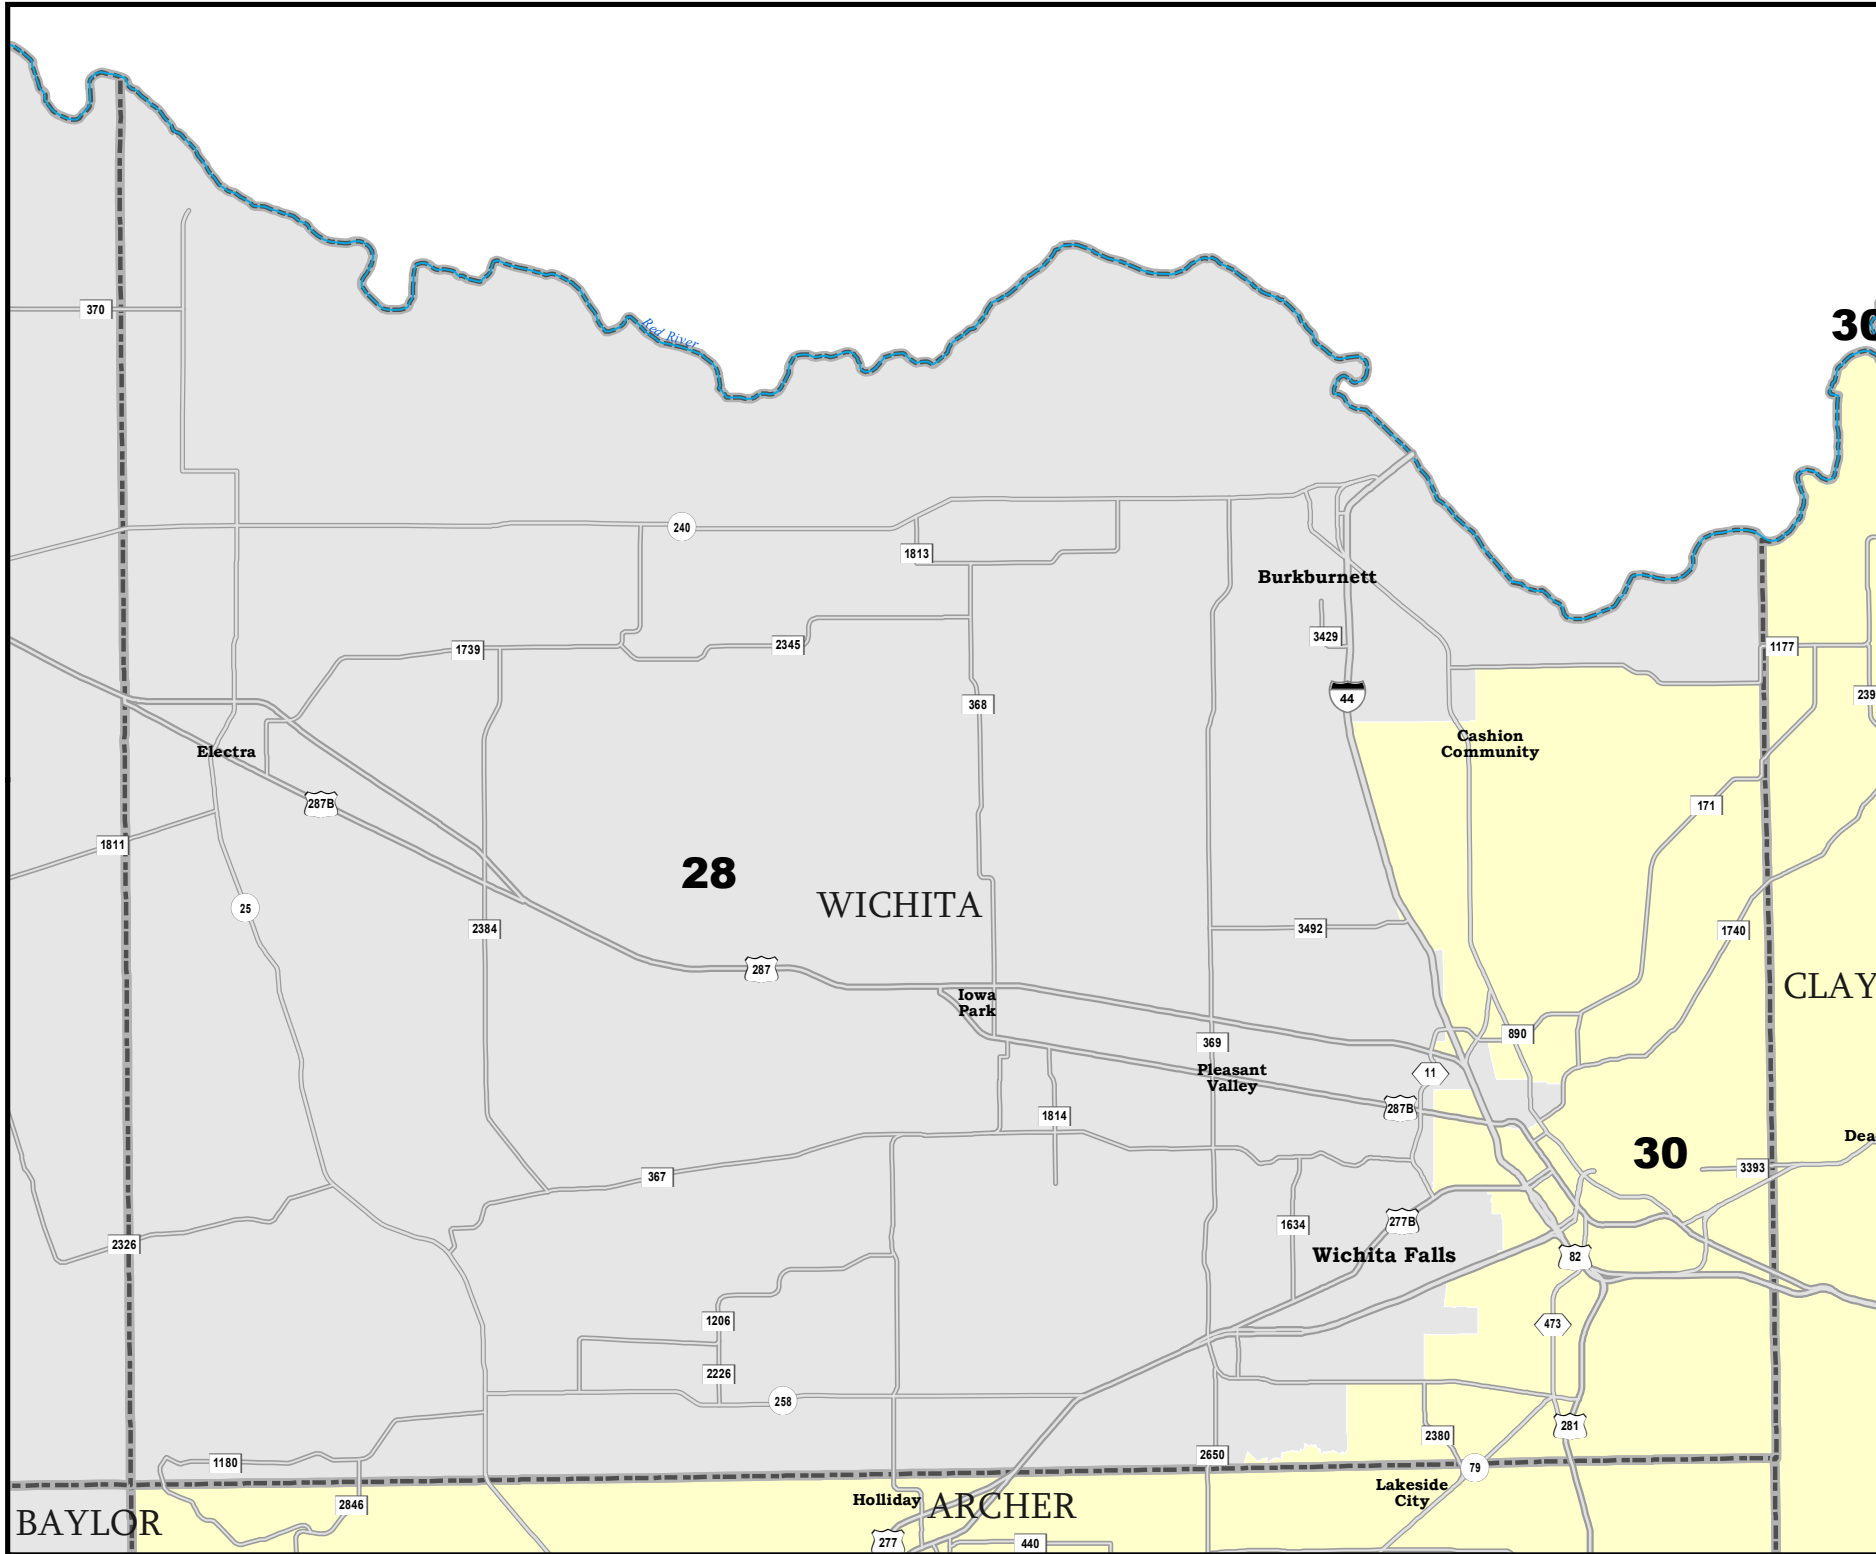 30
370
Red River
240
1813
Burkburnett
3429
1177
1739
2345
239
44
368
Cashion
Community
Electra
287B
171
1811
28
WICHITA
25
2384
3492
1740
287
CLAY
Iowa
Park
890
369
11
Pleasant
Valley
287B
1814
Dea
30
3393
367
277B
1634
2326
Wichita Falls
82
1206
473
2226
258
281
2380
2650
1180
79
Lakeside
City
2846
Holliday
ARCHER
BAYLOR
277
440